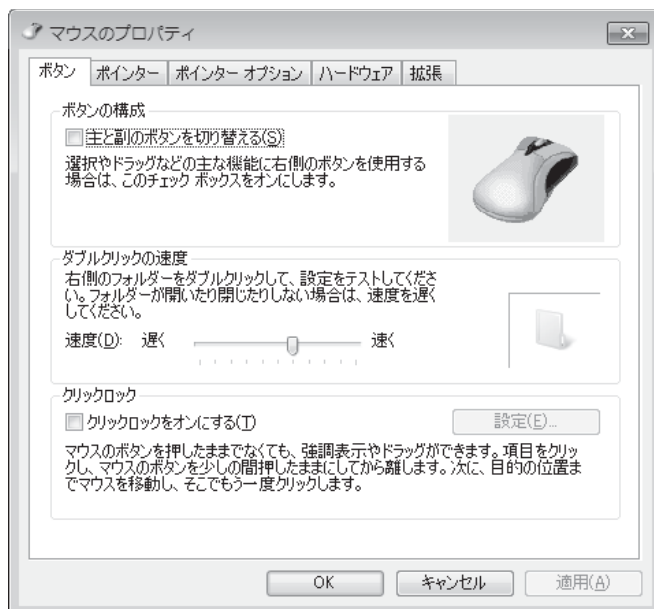 マウスのプロパティ
ボタン ポインター ポインター オプション ハードウェア 拡張
ボタンの構成
主と副のボタンを切り替える(S)
選択やドラッグなどの主な機能に右側のボタンを使用する
場合は、このチェック ボックスをオンにします。
ダブルクリックの速度
右側のフォルダーをダブルクリックして、設定をテストしてくださ
い。フォルダーが開いたり閉じたりしない場合は、速度を遅く
してください。
速度(D): 遅く 速く
クリックロック
クリックロックをオンにする(T) 設定(E)...
マウスのボタンを押したままでなくても、強調表示やドラッグができます。項目をクリッ
クし、マウスのボタンを少しの間押したままにしてから離します。次に、目的の位置ま
でマウスを移動し、そこでもう一度クリックします。
OK キャンセル 適用(A)